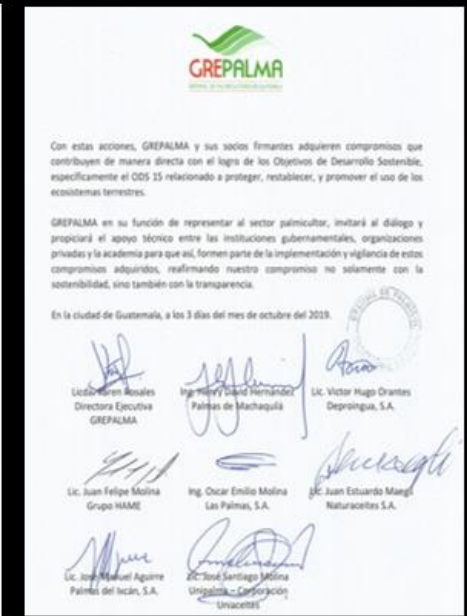 GREPALMA
GREMIAL DE PALMICULTORES DE GUATEMALA
Con estas acciones, GREPALMA y sus socios firmantes adquieren compromisos que
contribuyen de manera directa con el logro de los Objetivos de Desarrollo Sostenible,
específicamente el ODS 15 relacionado a proteger, restablecer, y promover el uso de los
ecosistemas terrestres.
GREPALMA en su función de representar al sector palmicultor, invitará al diálogo y
propiciará el apoyo técnico entre las instituciones gubernamentales, organizaciones
privadas y la academia para que así, formen parte de la implementación y vigilancia de estos
compromisos adquiridos, reafirmando nuestro compromiso no solamente con la
sostenibilidad, sino también con la transparencia.
En la ciudad de Guatemala, a los 3 días del mes de octubre del 2019.
Licda. Karen Rosales
Directora Ejecutiva
GREPALMA
Ing. Henry David Hernández
Palmas de Machaquilá
Lic. Victor Hugo Orantes
Deproingua, S.A.
Lic. Juan Felipe Molina
Grupo HAME
Ing. Oscar Emilio Molina
Las Palmas, S.A.
Lic. Juan Estuardo Maegli
Naturaceites S.A.
Lic. José Manuel Aguirre
Palmas del Ixcán, S.A.
Lic. José Santiago Molina
Unipalma – Corporación
Uniaceites